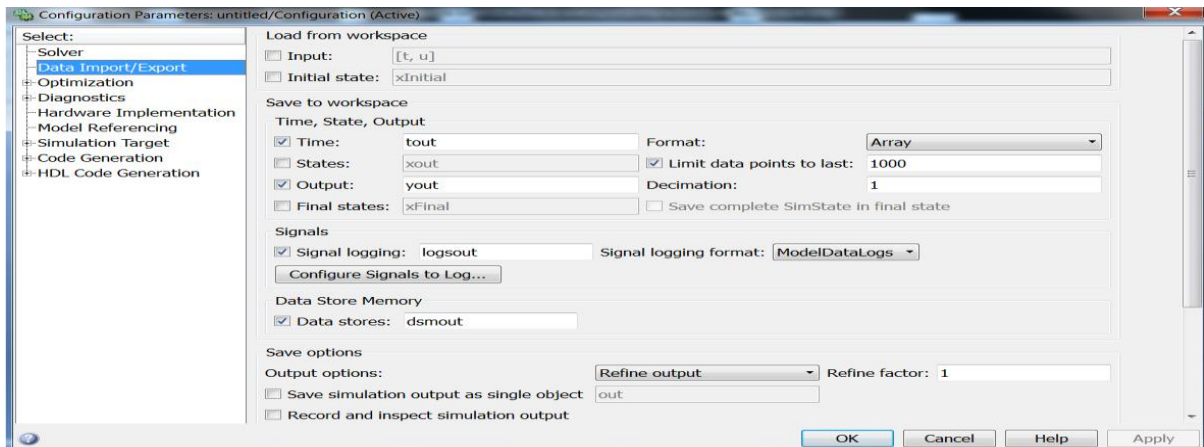 Configuration Parameters: untitled/Configuration (Active)
Select:
Solver
Data Import/Export
Optimization
Diagnostics
Hardware Implementation
Model Referencing
Simulation Target
Code Generation
HDL Code Generation
Load from workspace
Input: [t, u]
Initial state: xInitial
Save to workspace
Time, State, Output
Time: tout Format: Array
States: xout Limit data points to last: 1000
Output: yout Decimation: 1
Final states: xFinal Save complete SimState in final state
Signals
Signal logging: logsout Signal logging format: ModelDataLogs
Configure Signals to Log...
Data Store Memory
Data stores: dsmout
Save options
Output options: Refine output Refine factor: 1
Save simulation output as single object out
Record and inspect simulation output
OK Cancel Help Apply